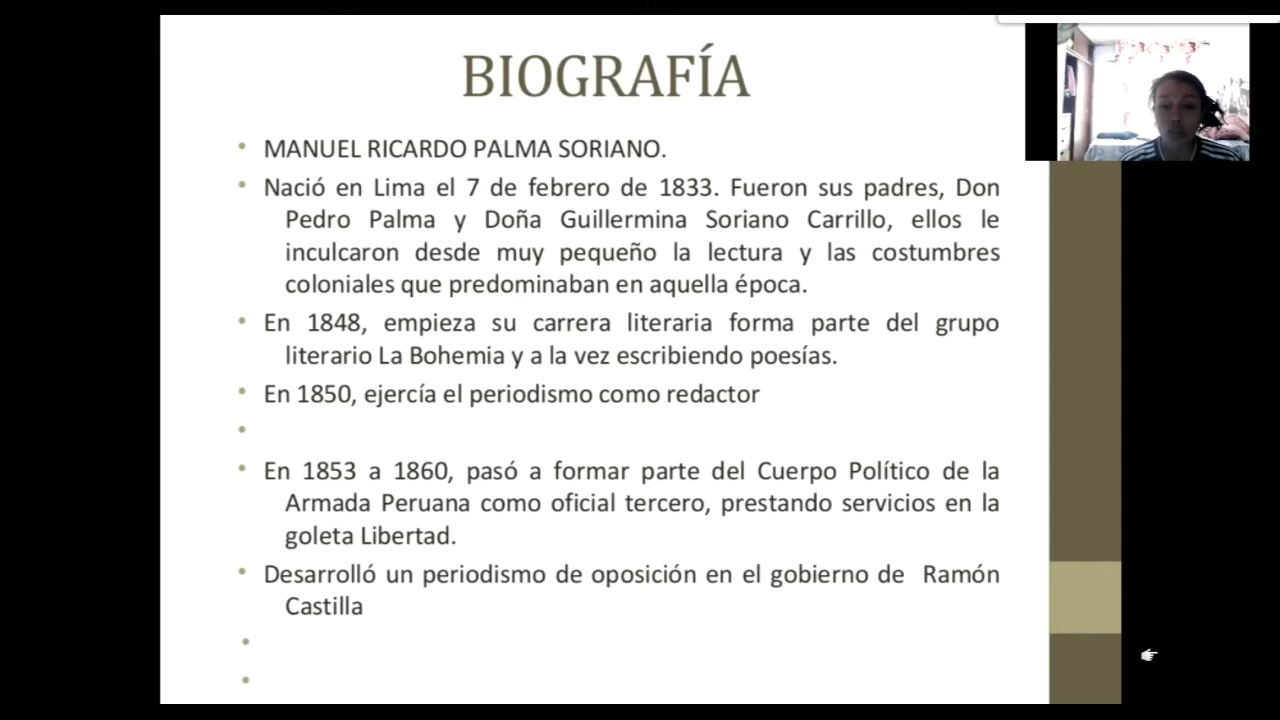 BIOGRAFÍA
• MANUEL RICARDO PALMA SORIANO.
• Nació en Lima el 7 de febrero de 1833. Fueron sus padres, Don
Pedro Palma y Doña Guillermina Soriano Carrillo, ellos le
inculcaron desde muy pequeño la lectura y las costumbres
coloniales que predominaban en aquella época.
• En 1848, empieza su carrera literaria forma parte del grupo
literario La Bohemia y a la vez escribiendo poesías.
• En 1850, ejercía el periodismo como redactor
•
• En 1853 a 1860, pasó a formar parte del Cuerpo Político de la
Armada Peruana como oficial tercero, prestando servicios en la
goleta Libertad.
• Desarrolló un periodismo de oposición en el gobierno de Ramón
Castilla
•
•